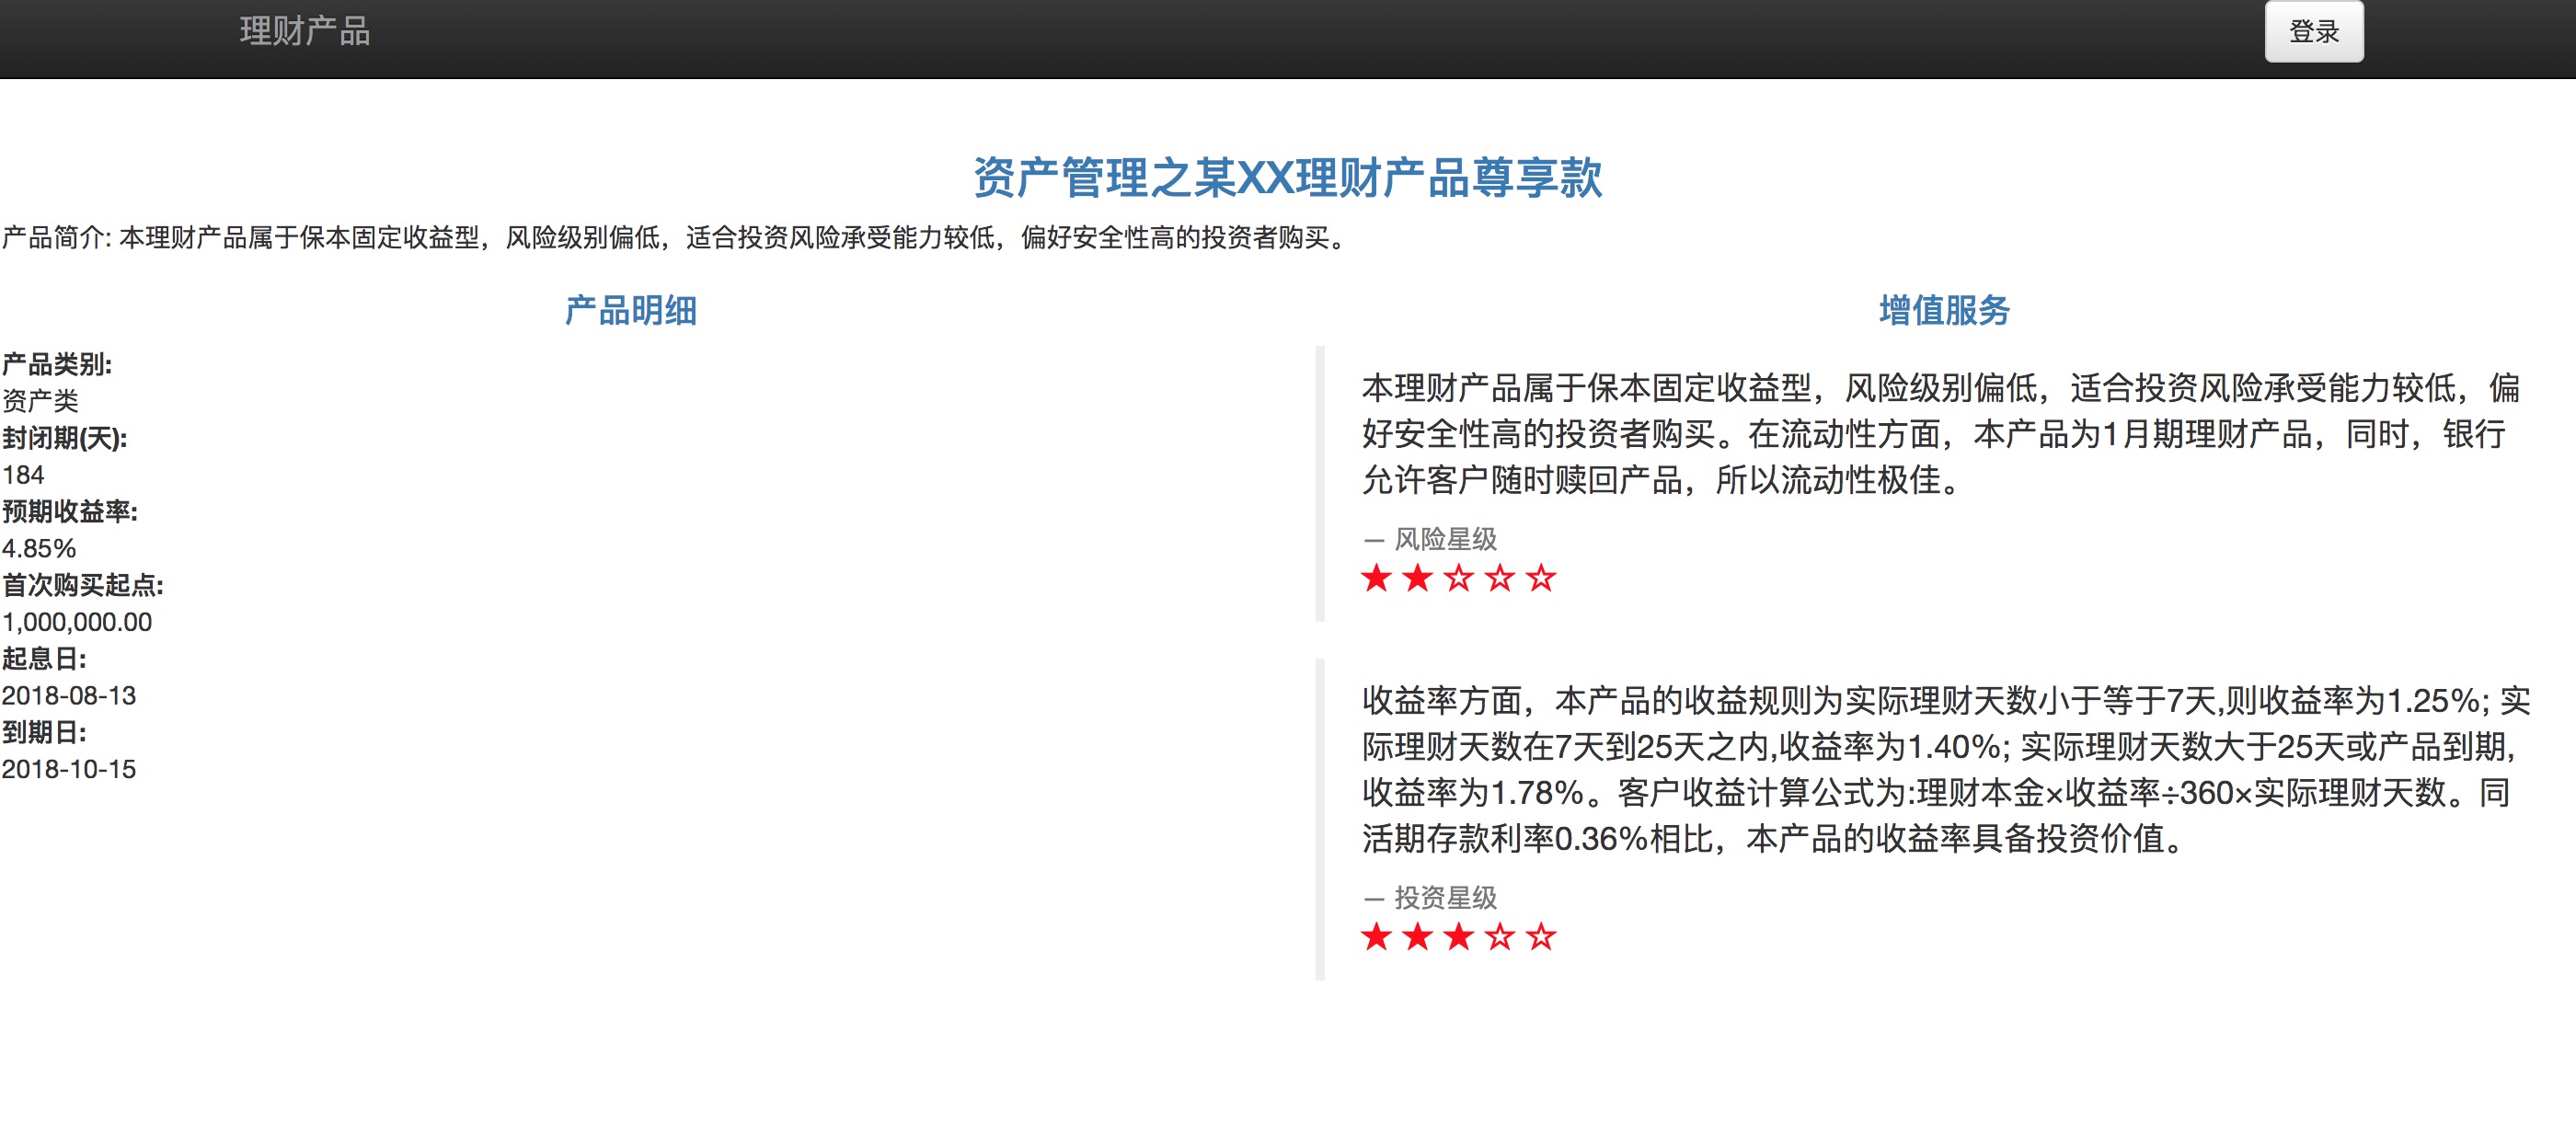 理财产品
登录
资产管理之某XX理财产品尊享款
产品简介: 本理财产品属于保本固定收益型，风险级别偏低，适合投资风险承受能力较低，偏好安全性高的投资者购买。
产品明细
产品类别:
资产类
封闭期(天):
184
预期收益率:
4.85%
首次购买起点:
1,000,000.00
起息日:
2018-08-13
到期日:
2018-10-15
增值服务
本理财产品属于保本固定收益型，风险级别偏低，适合投资风险承受能力较低，偏
好安全性高的投资者购买。在流动性方面，本产品为1月期理财产品，同时，银行
允许客户随时赎回产品，所以流动性极佳。
— 风险星级
★ ★ ☆ ☆ ☆
收益率方面，本产品的收益规则为实际理财天数小于等于7天,则收益率为1.25%; 实
际理财天数在7天到25天之内,收益率为1.40%; 实际理财天数大于25天或产品到期,
收益率为1.78%。客户收益计算公式为:理财本金×收益率÷360×实际理财天数。同
活期存款利率0.36%相比，本产品的收益率具备投资价值。
— 投资星级
★ ★ ★ ☆ ☆